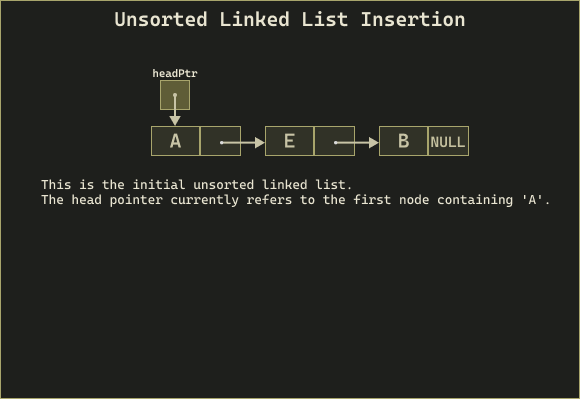 Unsorted Linked List Insertion
headPtr
A E B NULL
This is the initial unsorted linked list.
The head pointer currently refers to the first node containing 'A'.